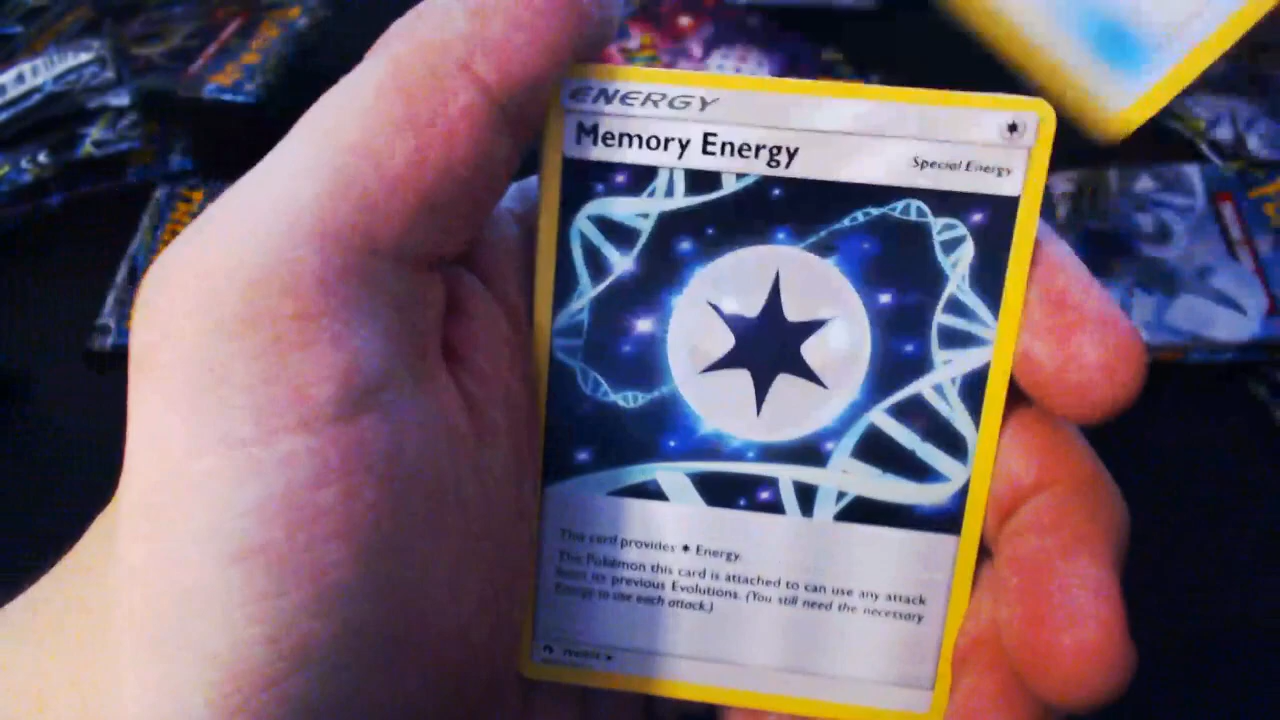 ENERGY
Memory Energy
Special Energy
This card provides Energy.
The Pokémon this card is attached to can use any attack
from its previous Evolutions. (You still need the necessary
Energy to use each attack.)